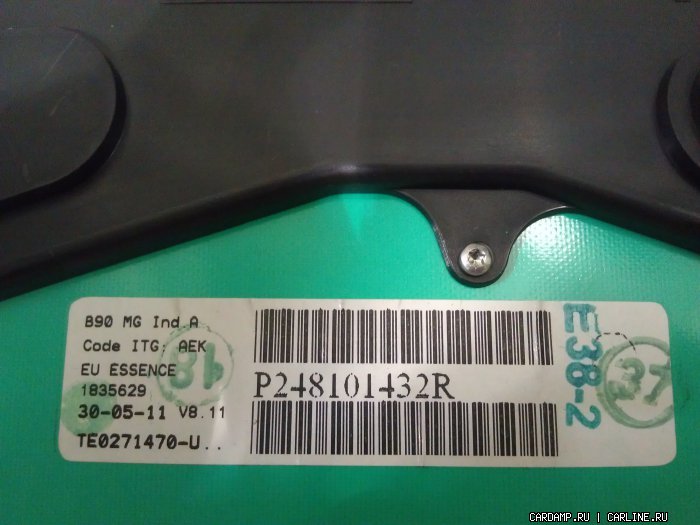 B90 MG Ind.A
Code ITG: AEK
EU ESSENCE
1835629
30-05-11 V8.11
TE0271470-U..
P248101432R
E38-2
37
81
CARDAMP.RU | CARLINE.RU